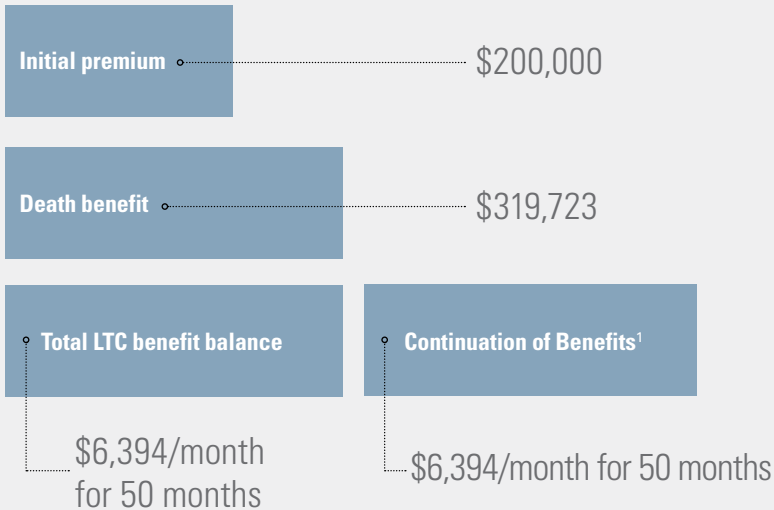 Initial premium
$200,000
Death benefit
$319,723
Total LTC benefit balance
Continuation of Benefits¹
$6,394/month
for 50 months
$6,394/month for 50 months